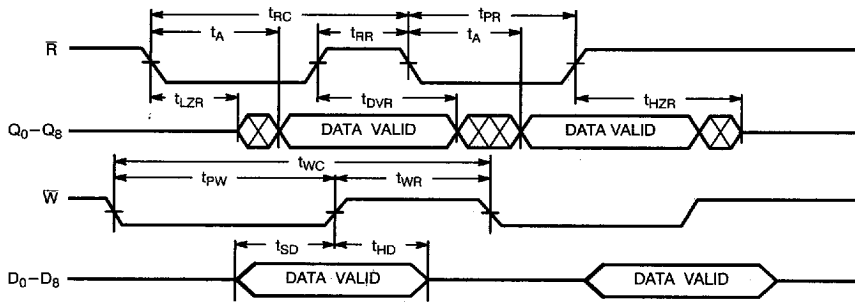 tRC tPR
tA tRR tA
R̅
tLZR tDVR tHZR
Q0–Q8 DATA VALID DATA VALID
tWC
tPW tWR
W̅
tSD tHD
D0–D8 DATA VALID DATA VALID